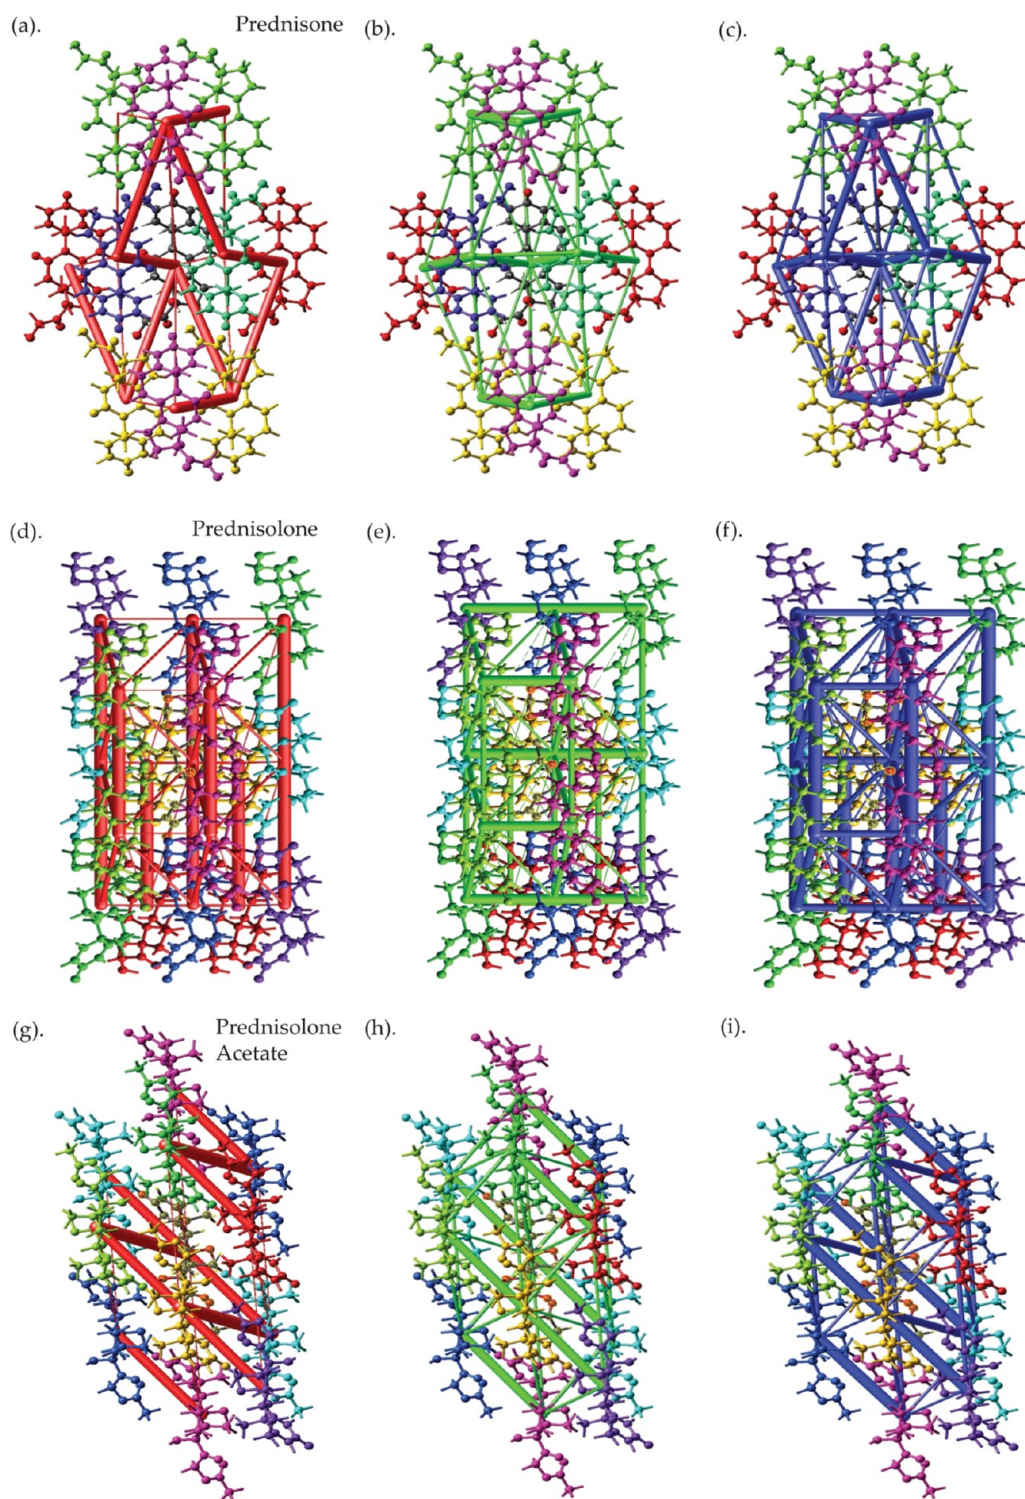 (a). Prednisone (b). (c).
(d). Prednisolone (e). (f).
(g). Prednisolone Acetate (h). (i).